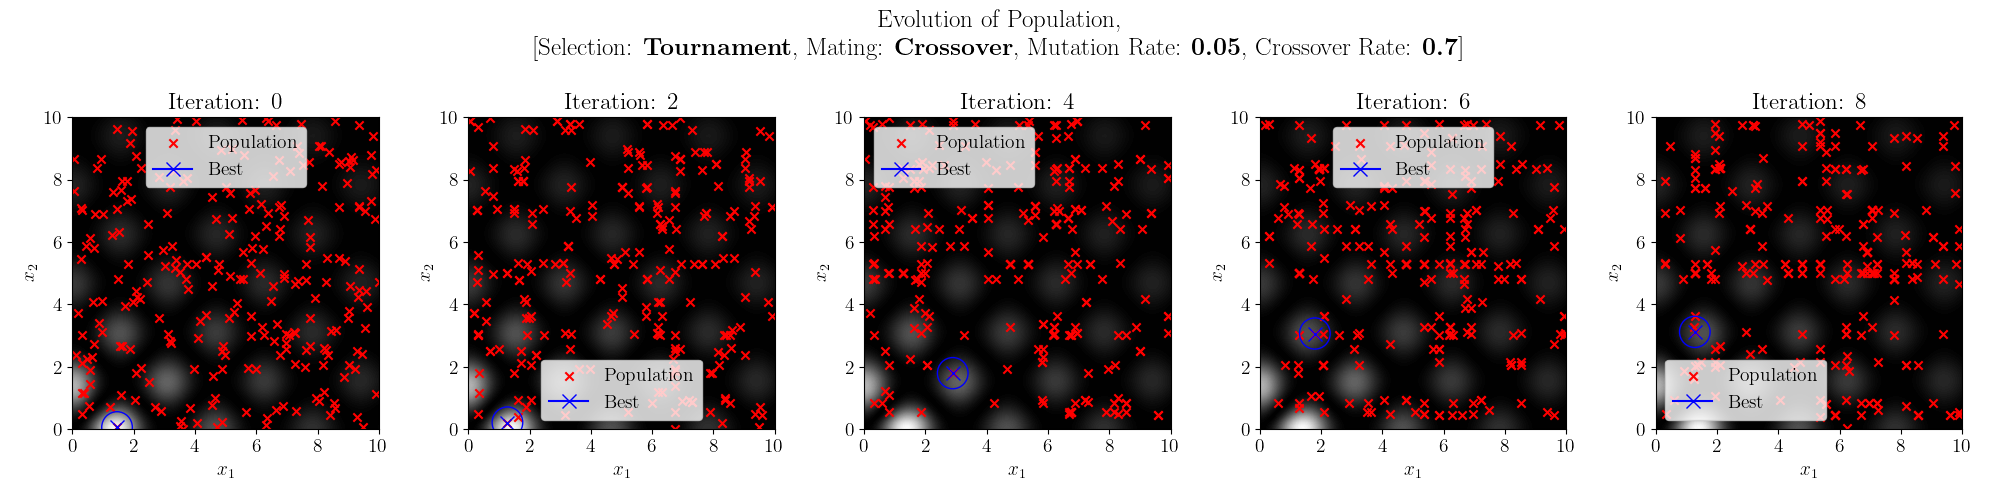 Evolution of Population,
[Selection: Tournament, Mating: Crossover, Mutation Rate: 0.05, Crossover Rate: 0.7]
Iteration: 0
10
8
6
4
2
0
x2
Population
Best
0 2 4 6 8 10
x1
Iteration: 2
10
8
6
4
2
0
x2
Population
Best
0 2 4 6 8 10
x1
Iteration: 4
10
8
6
4
2
0
x2
Population
Best
0 2 4 6 8 10
x1
Iteration: 6
10
8
6
4
2
0
x2
Population
Best
0 2 4 6 8 10
x1
Iteration: 8
10
8
6
4
2
0
x2
Population
Best
0 2 4 6 8 10
x1